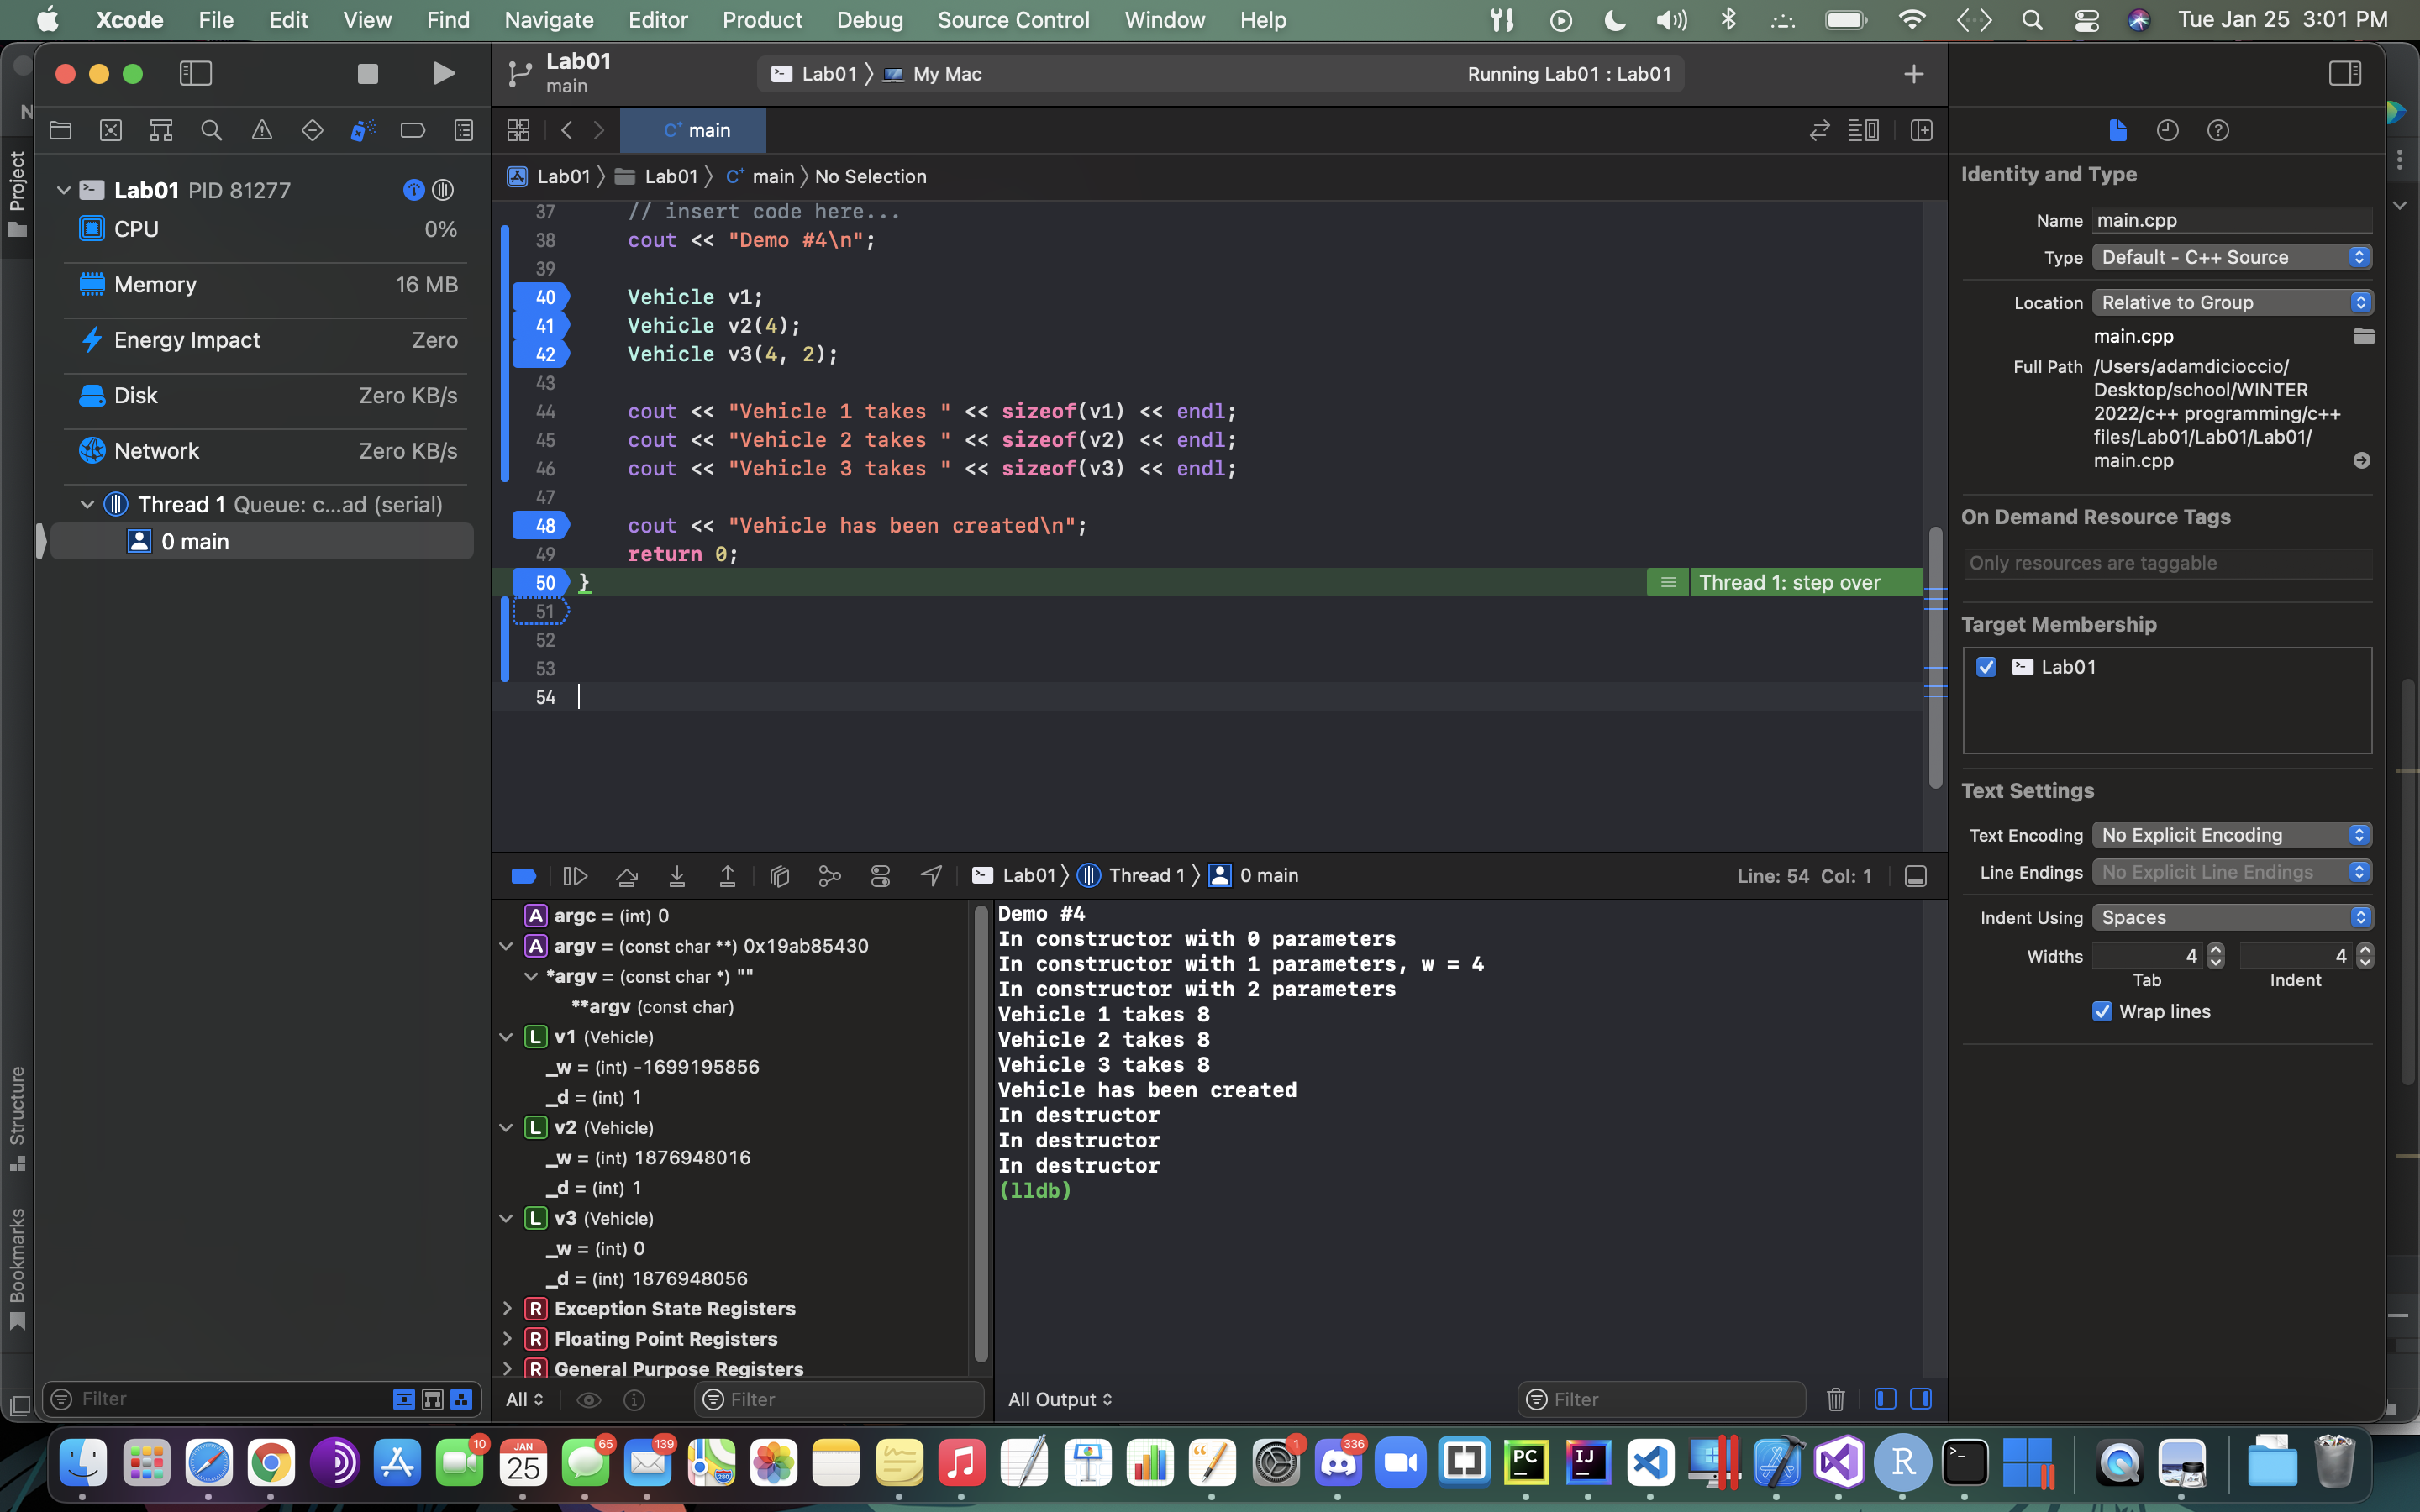 Xcode File Edit View Find Navigate Editor Product Debug Source Control Window Help Tue Jan 25 3:01 PM
Project
Structure
Bookmarks
Lab01 PID 81277
CPU 0%
Memory 16 MB
Energy Impact Zero
Disk Zero KB/s
Network Zero KB/s
Thread 1 Queue: c...ad (serial)
0 main
Filter
Lab01
main
Lab01 My Mac Running Lab01 : Lab01
main
Lab01 Lab01 main No Selection
37 // insert code here...
38 cout << "Demo #4\n";
39
40 Vehicle v1;
41 Vehicle v2(4);
42 Vehicle v3(4, 2);
43
44 cout << "Vehicle 1 takes " << sizeof(v1) << endl;
45 cout << "Vehicle 2 takes " << sizeof(v2) << endl;
46 cout << "Vehicle 3 takes " << sizeof(v3) << endl;
47
48 cout << "Vehicle has been created\n";
49 return 0;
50 } Thread 1: step over
51
52
53
54
Lab01 Thread 1 0 main Line: 54 Col: 1
A argc = (int) 0
A argv = (const char **) 0x19ab85430
*argv = (const char *) ""
**argv (const char)
L v1 (Vehicle)
_w = (int) -1699195856
_d = (int) 1
L v2 (Vehicle)
_w = (int) 1876948016
_d = (int) 1
L v3 (Vehicle)
_w = (int) 0
_d = (int) 1876948056
R Exception State Registers
R Floating Point Registers
R General Purpose Registers
All Filter
Demo #4
In constructor with 0 parameters
In constructor with 1 parameters, w = 4
In constructor with 2 parameters
Vehicle 1 takes 8
Vehicle 2 takes 8
Vehicle 3 takes 8
Vehicle has been created
In destructor
In destructor
In destructor
(lldb)
All Output Filter
Identity and Type
Name main.cpp
Type Default - C++ Source
Location Relative to Group
main.cpp
Full Path /Users/adamdicioccio/
Desktop/school/WINTER
2022/c++ programming/c++
files/Lab01/Lab01/Lab01/
main.cpp
On Demand Resource Tags
Only resources are taggable
Target Membership
Lab01
Text Settings
Text Encoding No Explicit Encoding
Line Endings No Explicit Line Endings
Indent Using Spaces
Widths 4 4
Tab Indent
Wrap lines
10 JAN 25 65 139 280 1 336 PC IJ R